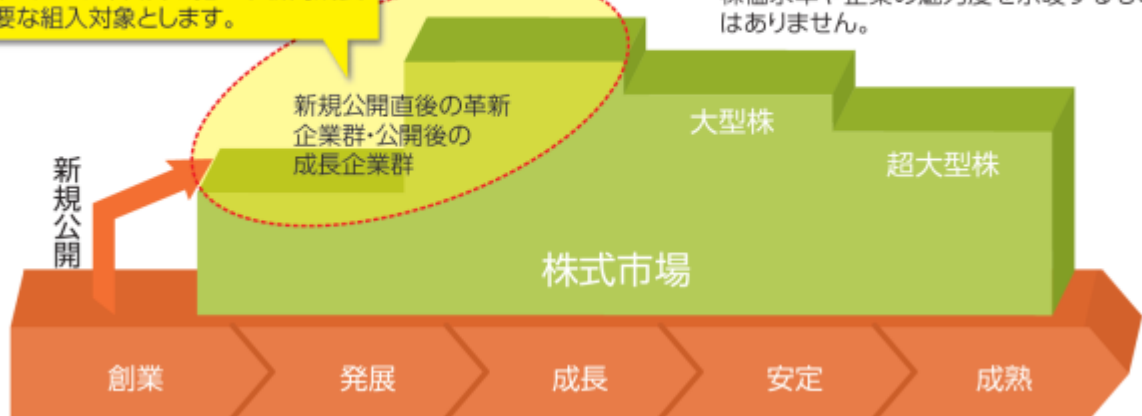 要な組入対象とします。
はありません。
新規公開直後の革新
企業群・公開後の
成長企業群
大型株
超大型株
新規公開
株式市場
創業
発展
成長
安定
成熟